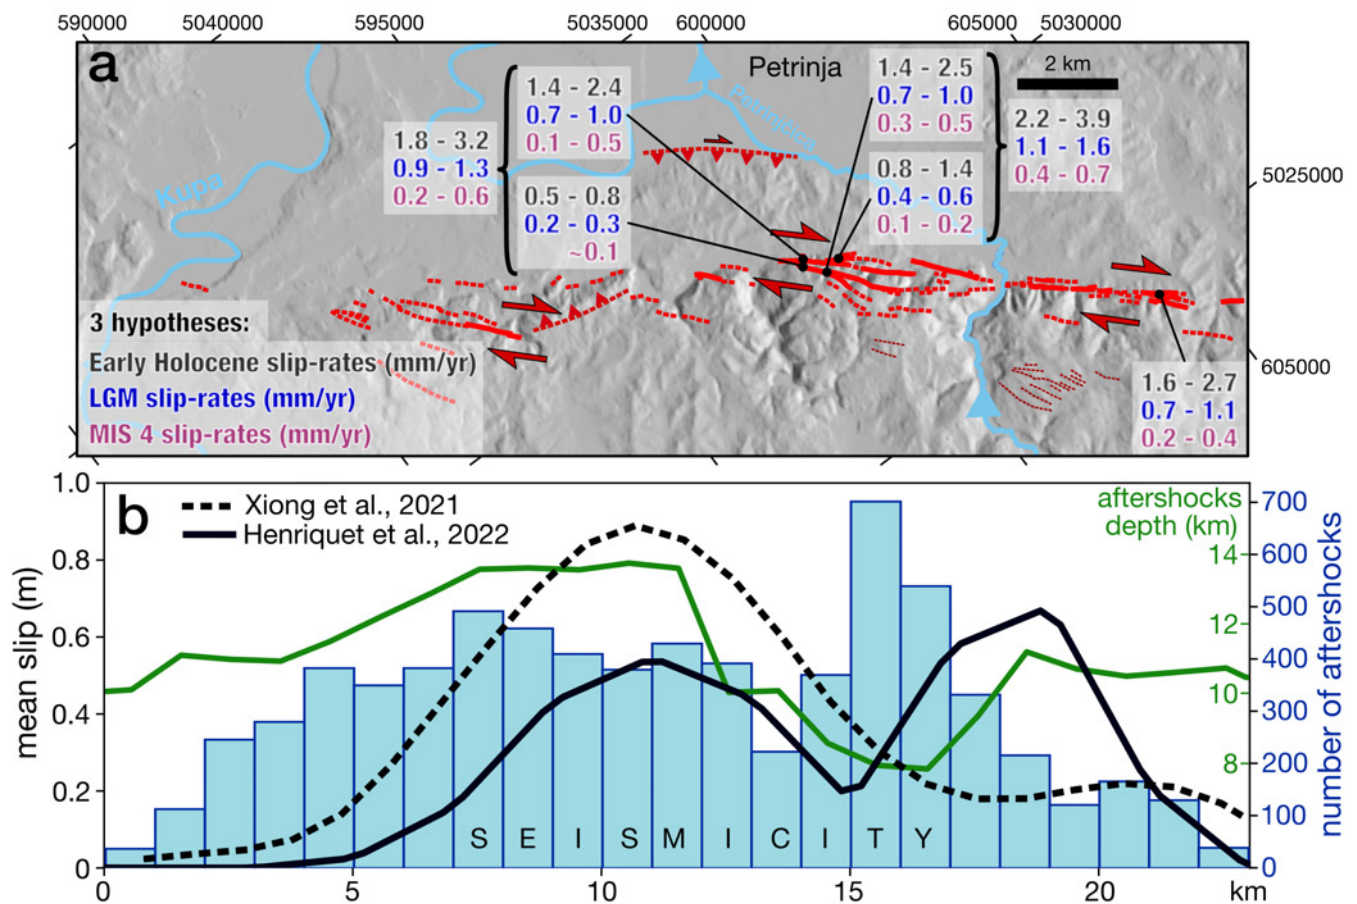 590000 5040000 595000 5035000 600000 605000 5030000
a
Petrinja
2 km
Kupa
Petrinjčica
1.8 - 3.2
0.9 - 1.3
0.2 - 0.6
1.4 - 2.4
0.7 - 1.0
0.1 - 0.5
0.5 - 0.8
0.2 - 0.3
~0.1
1.4 - 2.5
0.7 - 1.0
0.3 - 0.5
0.8 - 1.4
0.4 - 0.6
0.1 - 0.2
2.2 - 3.9
1.1 - 1.6
0.4 - 0.7
5025000
605000
1.6 - 2.7
0.7 - 1.1
0.2 - 0.4
3 hypotheses:
Early Holocene slip-rates (mm/yr)
LGM slip-rates (mm/yr)
MIS 4 slip-rates (mm/yr)
b
Xiong et al., 2021
Henriquet et al., 2022
mean slip (m)
1.0
0.8
0.6
0.4
0.2
0
aftershocks
depth (km)
14
12
10
8
700
600
500
400
300
200
100
0
number of aftershocks
S E I S M I C I T Y
0 5 10 15 20 km